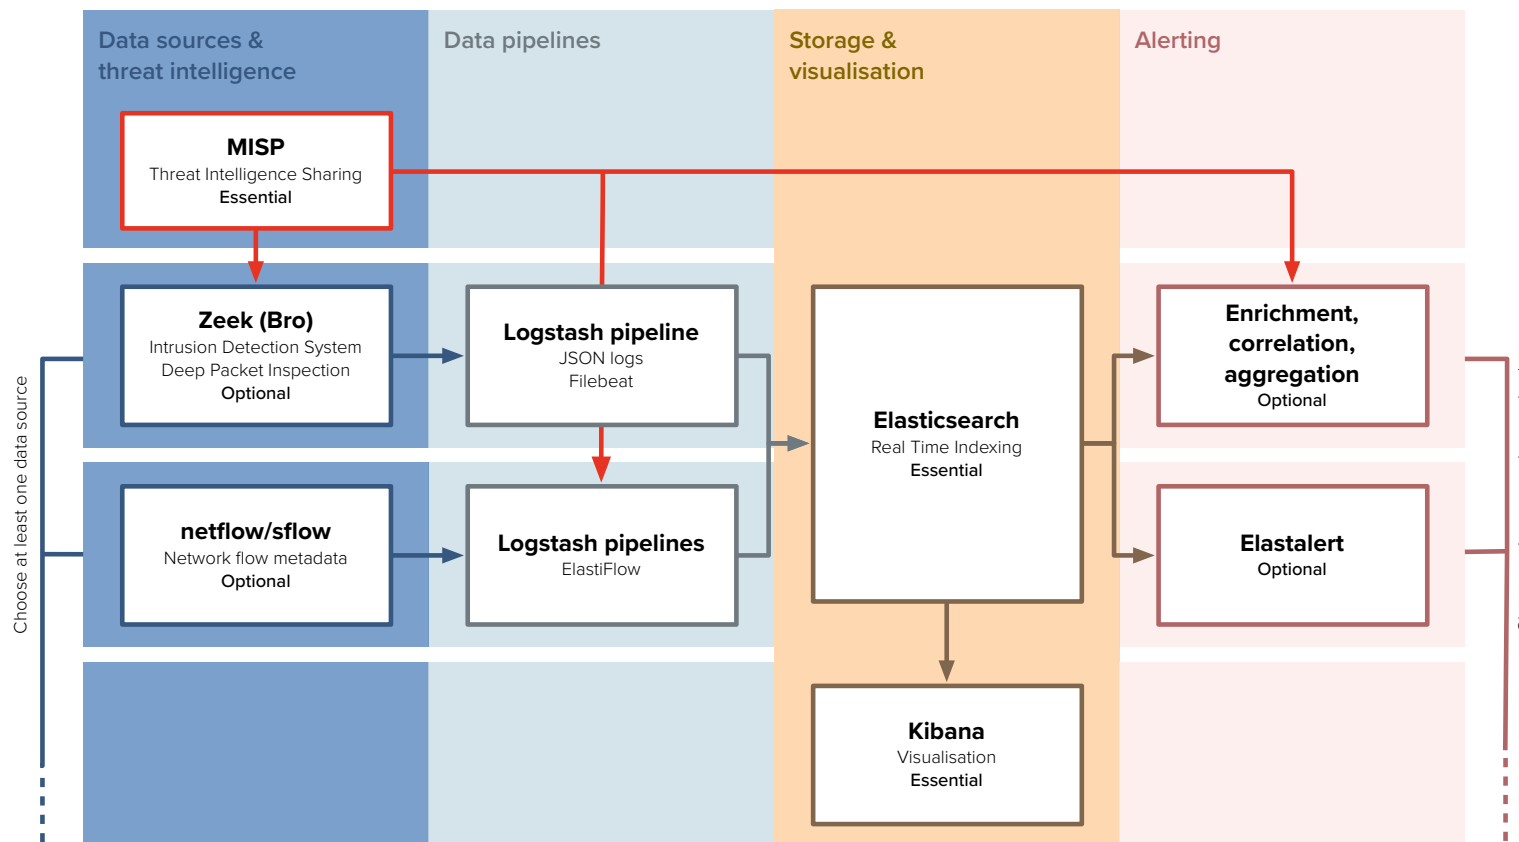 Data sources &
threat intelligence
Data pipelines
Storage &
visualisation
Alerting
MISP
Threat Intelligence Sharing
Essential
Zeek (Bro)
Intrusion Detection System
Deep Packet Inspection
Optional
Logstash pipeline
JSON logs
Filebeat
Elasticsearch
Real Time Indexing
Essential
Enrichment,
correlation,
aggregation
Optional
netflow/sflow
Network flow metadata
Optional
Logstash pipelines
ElastiFlow
Elastalert
Optional
Kibana
Visualisation
Essential
Choose at least one data source